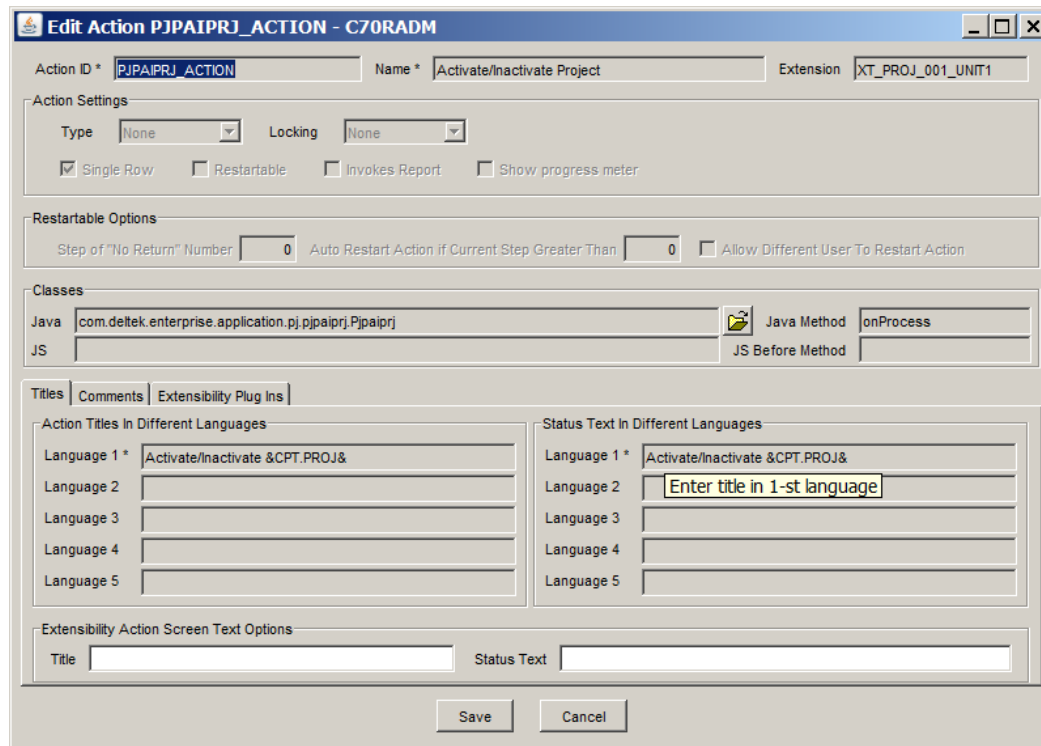 Edit Action PJPAIPRJ_ACTION - C70RADM
Action ID * PJPAIPRJ_ACTION Name * Activate/Inactivate Project Extension XT_PROJ_001_UNIT1
Action Settings
Type None Locking None
Single Row Restartable Invokes Report Show progress meter
Restartable Options
Step of "No Return" Number 0 Auto Restart Action if Current Step Greater Than 0 Allow Different User To Restart Action
Classes
Java com.deltek.enterprise.application.pj.pjpaiprj.Pjpaiprj Java Method onProcess
JS JS Before Method
Titles Comments Extensibility Plug Ins
Action Titles In Different Languages
Language 1 * Activate/Inactivate &CPT.PROJ&
Language 2
Language 3
Language 4
Language 5
Status Text In Different Languages
Language 1 * Activate/Inactivate &CPT.PROJ&
Language 2 Enter title in 1-st language
Language 3
Language 4
Language 5
Extensibility Action Screen Text Options
Title Status Text
Save Cancel